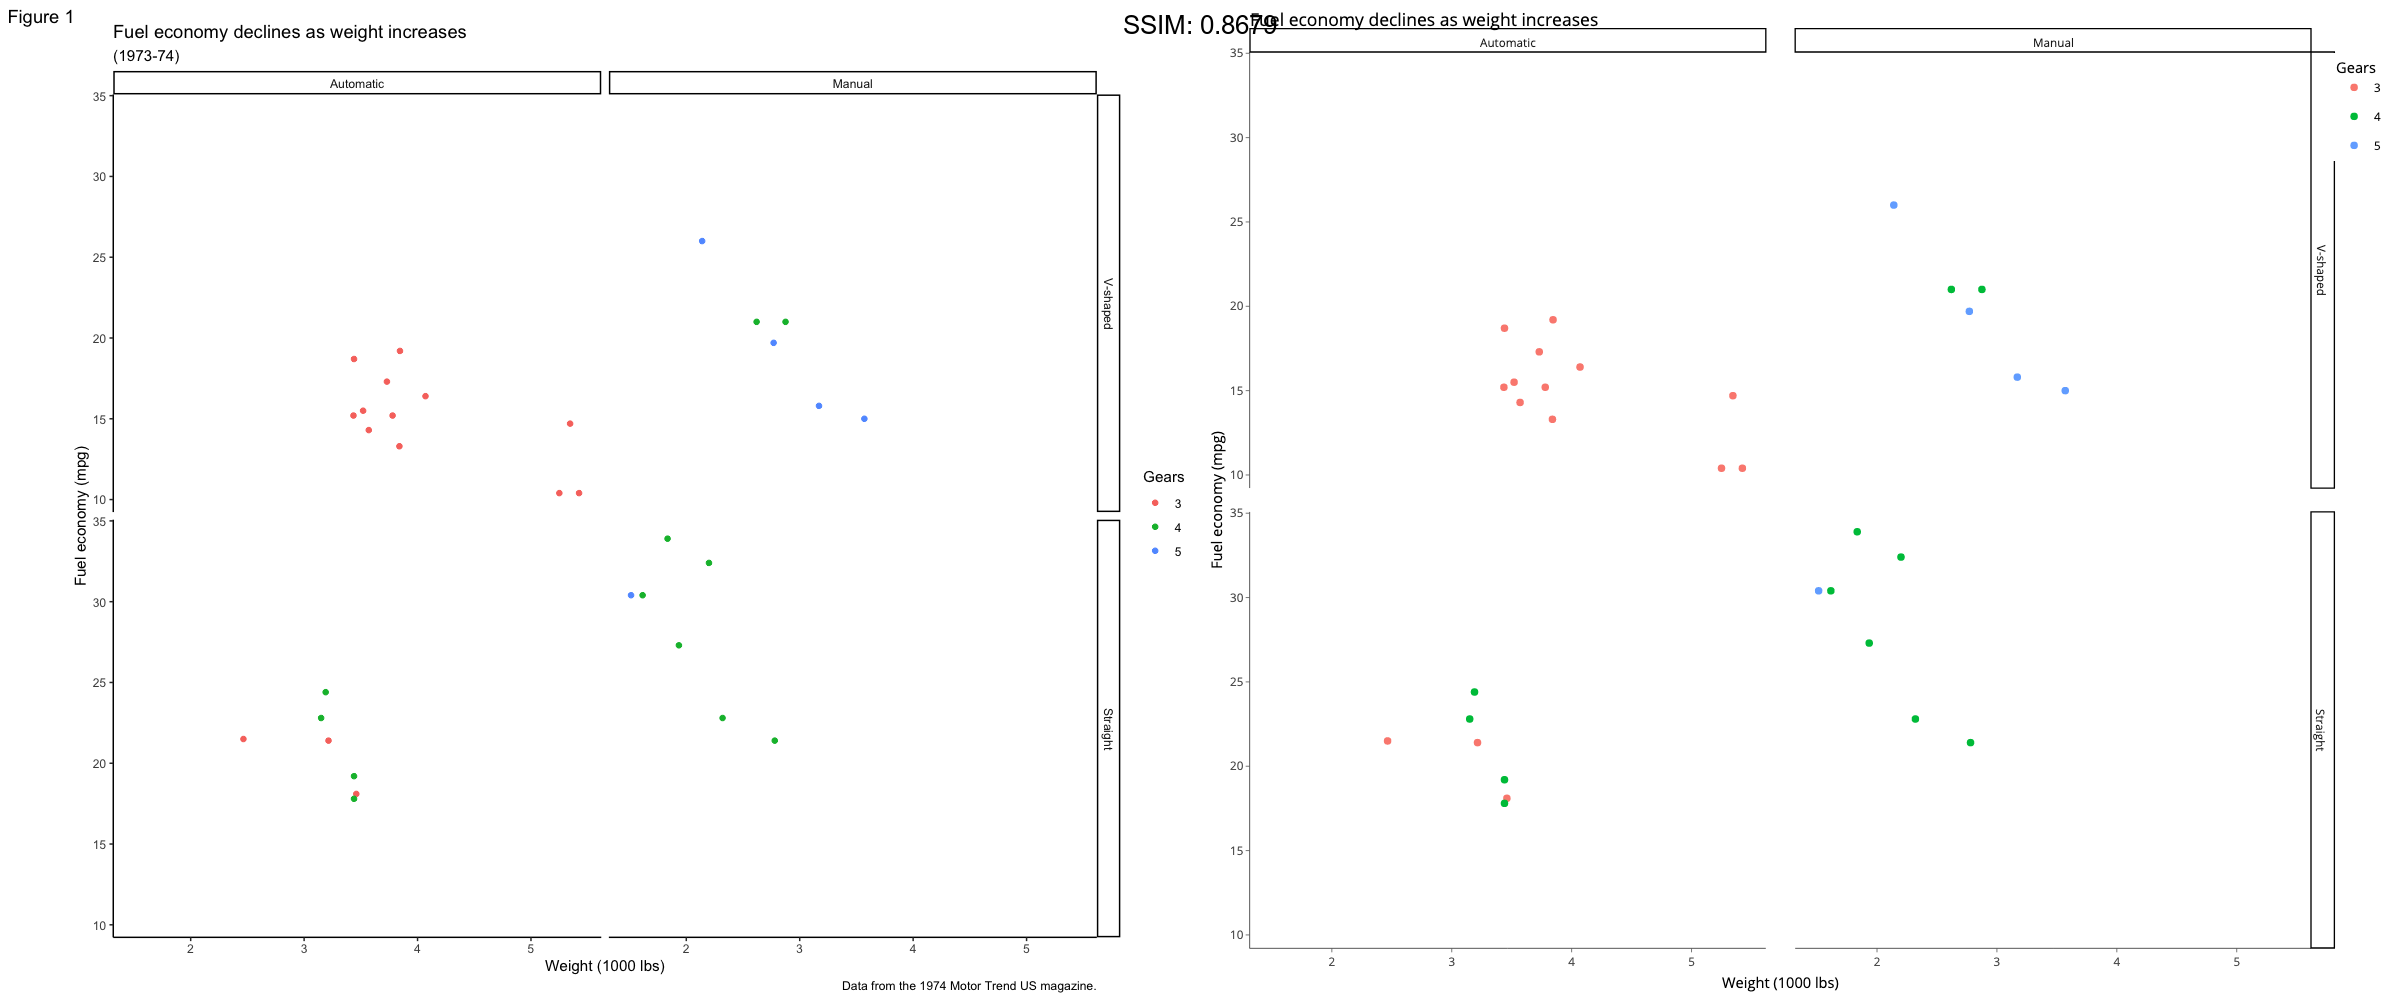 Figure 1
Fuel economy declines as weight increases
(1973-74)
Automatic
Manual
35
30
25
20
15
10
V-shaped
35
30
25
20
15
10
Straight
Fuel economy (mpg)
2 3 4 5
2 3 4 5
Weight (1000 lbs)
Gears
3
4
5
Data from the 1974 Motor Trend US magazine.
SSIM: 0.8679
Fuel economy declines as weight increases
Automatic
Manual
35
30
25
20
15
10
V-shaped
35
30
25
20
15
10
Straight
Fuel economy (mpg)
2 3 4 5
2 3 4 5
Weight (1000 lbs)
Gears
3
4
5